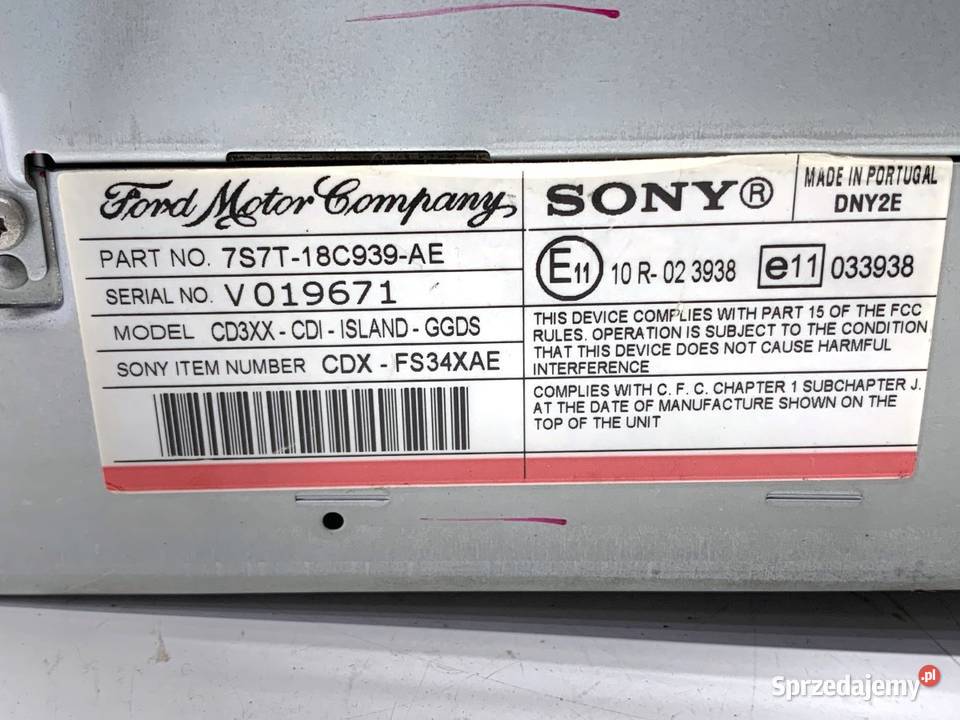 Ford Motor Company
PART NO. 7S7T-18C939-AE
SERIAL NO. V019671
MODEL CD3XX - CDI - ISLAND - GGDS
SONY ITEM NUMBER CDX - FS34XAE
SONY®
MADE IN PORTUGAL
DNY2E
E11 10 R- 02 3938 e11 033938
THIS DEVICE COMPLIES WITH PART 15 OF THE FCC
RULES. OPERATION IS SUBJECT TO THE CONDITION
THAT THIS DEVICE DOES NOT CAUSE HARMFUL
INTERFERENCE
COMPLIES WITH C. F. C. CHAPTER 1 SUBCHAPTER J.
AT THE DATE OF MANUFACTURE SHOWN ON THE
TOP OF THE UNIT
Sprzedajemy.pl